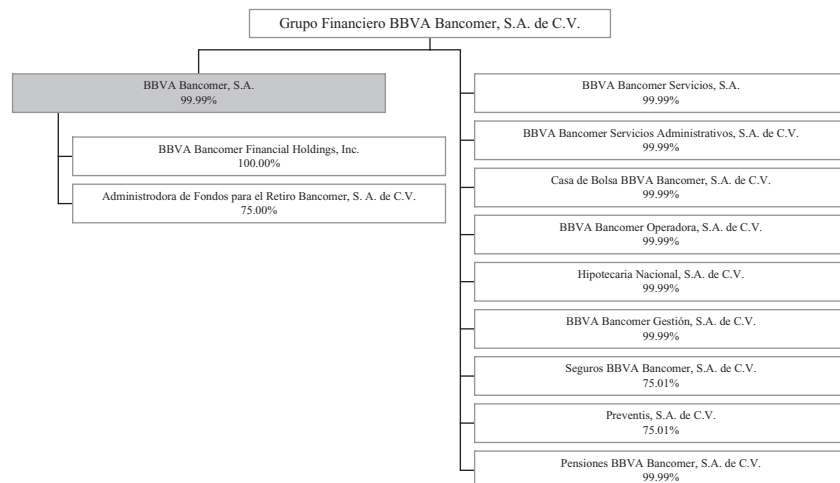 Grupo Financiero BBVA Bancomer, S.A. de C.V.
BBVA Bancomer, S.A.
99.99%
BBVA Bancomer Financial Holdings, Inc.
100.00%
Administrodora de Fondos para el Retiro Bancomer, S. A. de C.V.
75.00%
BBVA Bancomer Servicios, S.A.
99.99%
BBVA Bancomer Servicios Administrativos, S.A. de C.V.
99.99%
Casa de Bolsa BBVA Bancomer, S.A. de C.V.
99.99%
BBVA Bancomer Operadora, S.A. de C.V.
99.99%
Hipotecaria Nacional, S.A. de C.V.
99.99%
BBVA Bancomer Gestión, S.A. de C.V.
99.99%
Seguros BBVA Bancomer, S.A. de C.V.
75.01%
Preventis, S.A. de C.V.
75.01%
Pensiones BBVA Bancomer, S.A. de C.V.
99.99%